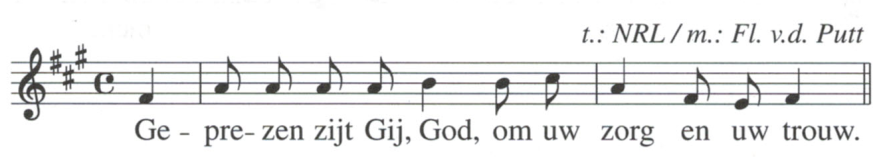 t.: NRL / m.: Fl. v.d. Putt
Ge - pre- zen zijt Gij, God, om uw zorg en uw trouw.